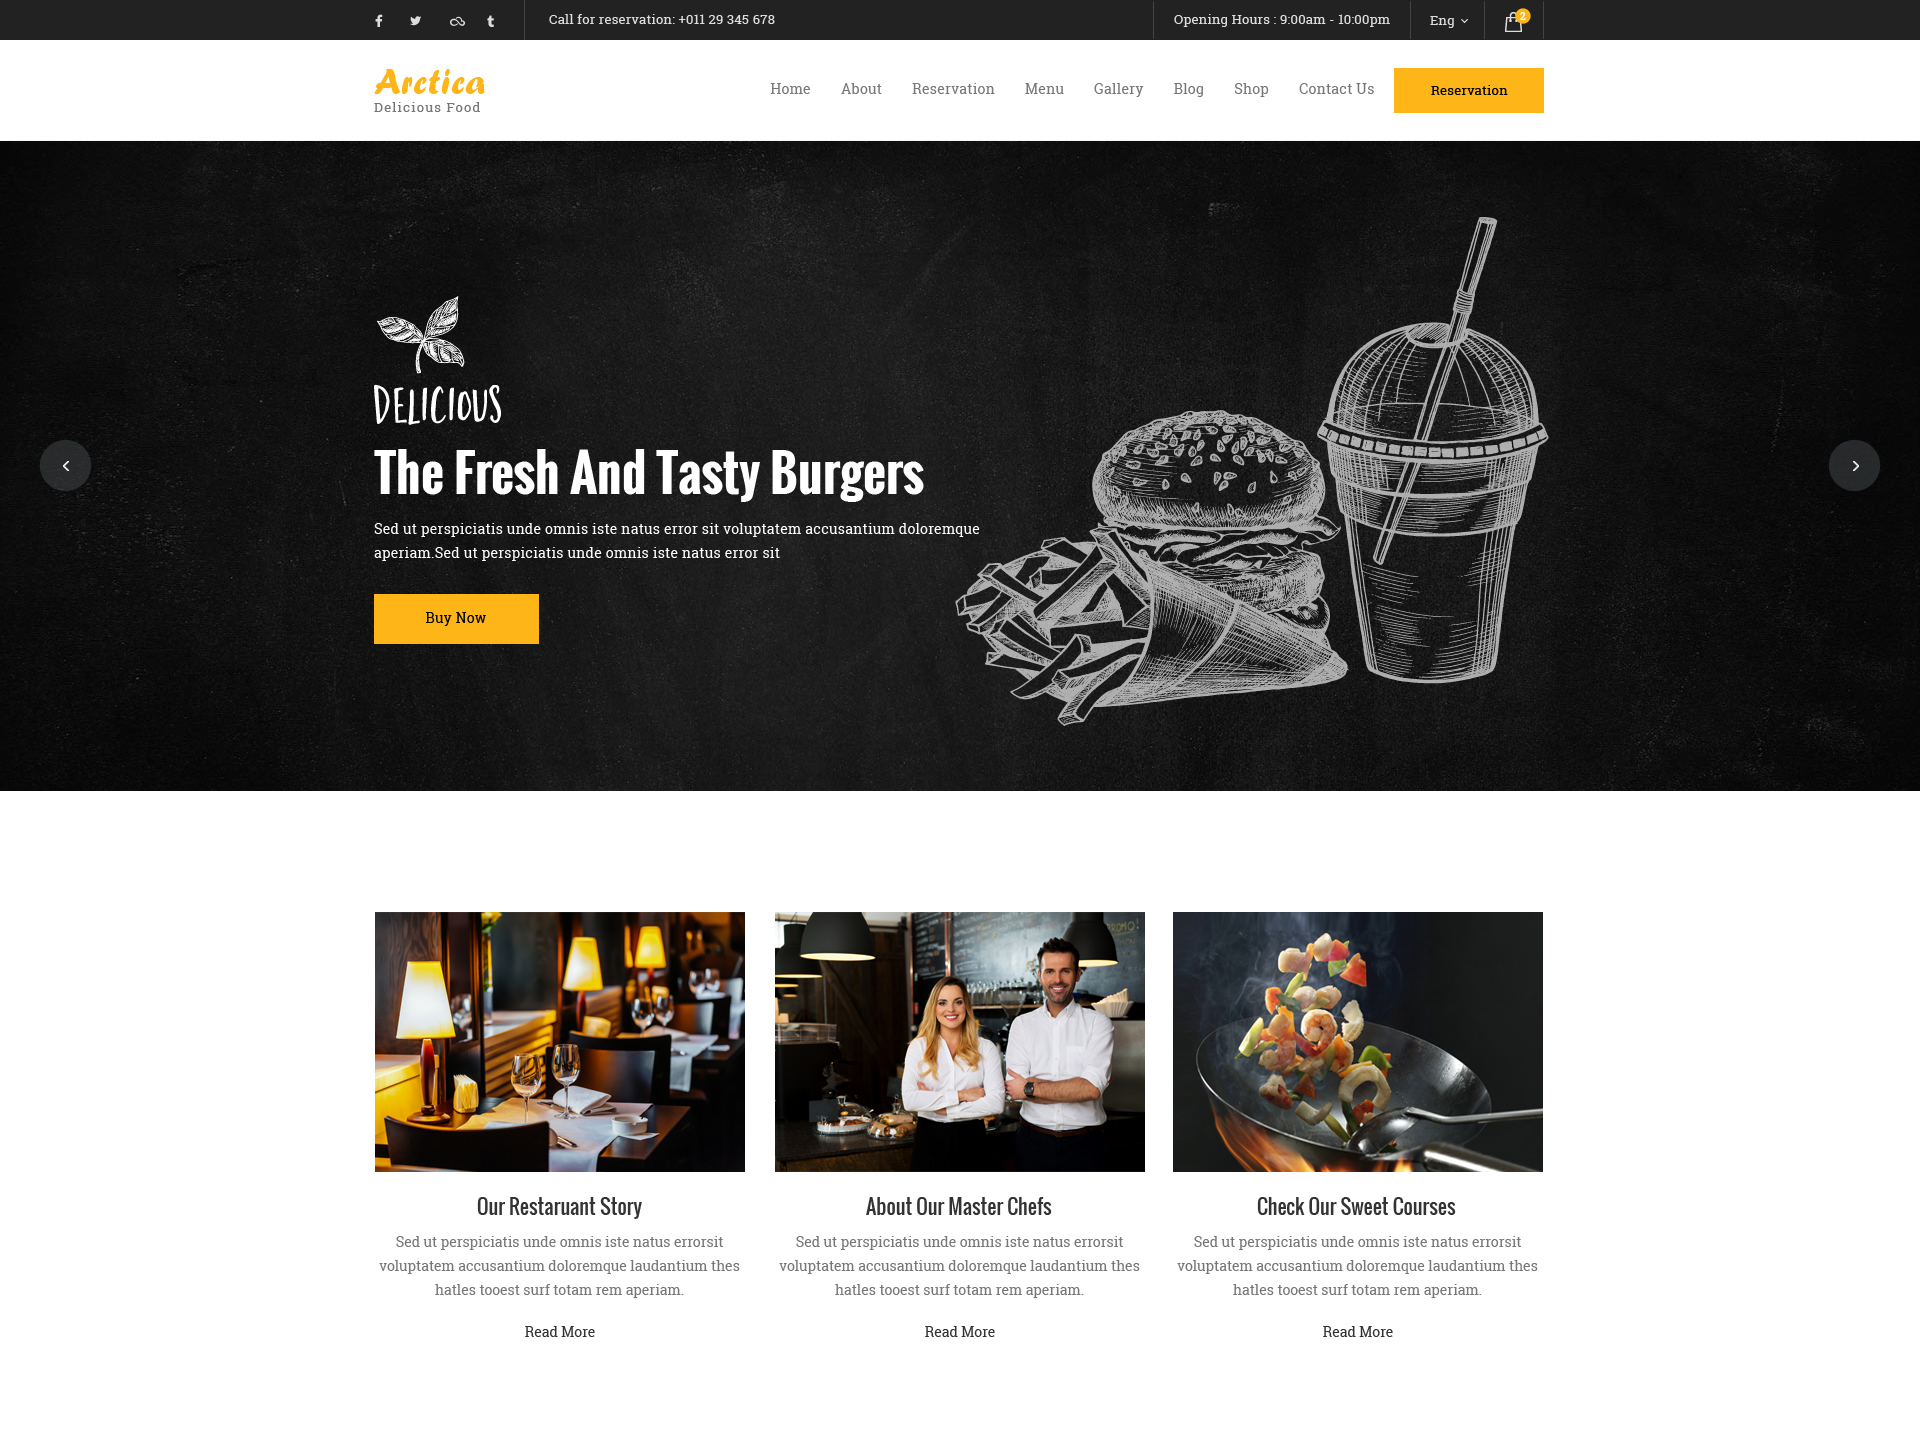 Call for reservation: +011 29 345 678
Opening Hours : 9:00am - 10:00pm
Eng
2
Arctica
Delicious Food
Home
About
Reservation
Menu
Gallery
Blog
Shop
Contact Us
Reservation
DELICIOUS
The Fresh And Tasty Burgers
Sed ut perspiciatis unde omnis iste natus error sit voluptatem accusantium doloremque
aperiam.Sed ut perspiciatis unde omnis iste natus error sit
Buy Now
Our Restaruant Story
Sed ut perspiciatis unde omnis iste natus errorsit
voluptatem accusantium doloremque laudantium thes
hatles tooest surf totam rem aperiam.
Read More
About Our Master Chefs
Sed ut perspiciatis unde omnis iste natus errorsit
voluptatem accusantium doloremque laudantium thes
hatles tooest surf totam rem aperiam.
Read More
Check Our Sweet Courses
Sed ut perspiciatis unde omnis iste natus errorsit
voluptatem accusantium doloremque laudantium thes
hatles tooest surf totam rem aperiam.
Read More